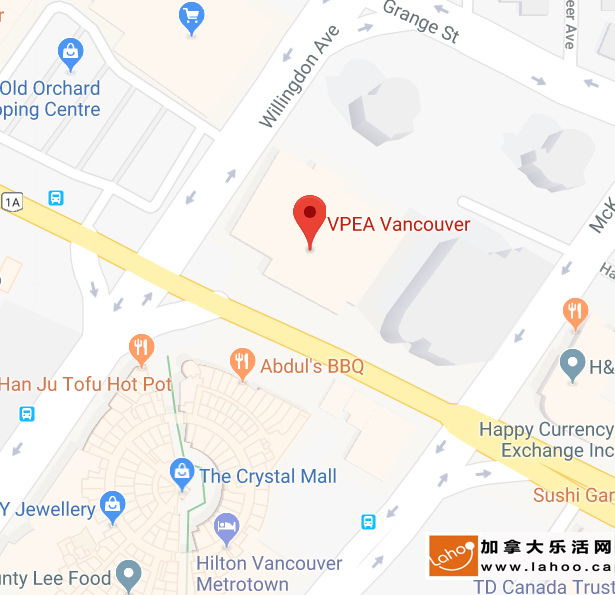 Grange St
eer Ave
Willingdon Ave
Old Orchard
ping Centre
1A
VPEA Vancouver
McK
Ha
Han Ju Tofu Hot Pot
Abdul's BBQ
H&
Happy Currency
Exchange Inc
The Crystal Mall
Sushi Gar
Y Jewellery
Hilton Vancouver
Metrotown
unty Lee Food
TD Canada Trust
Lahoo
加拿大乐活网
www.lahoo.ca